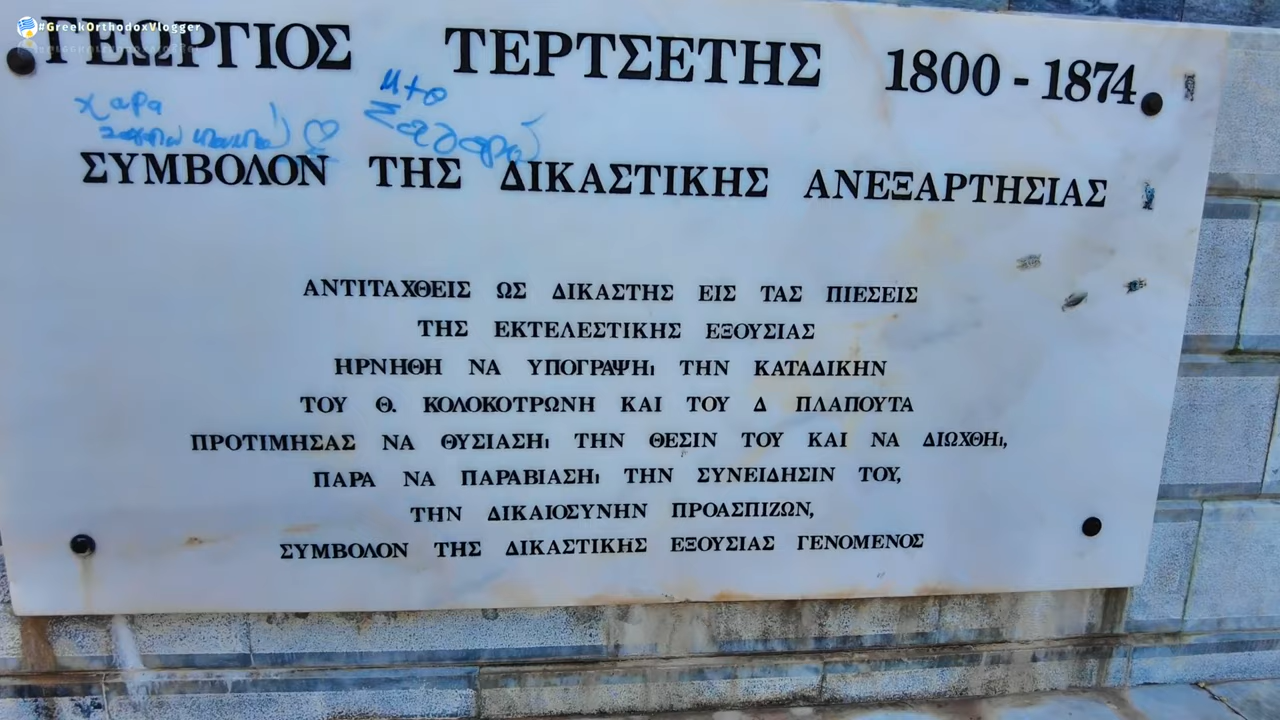 #GreekOrthodoxVlogger
ΓΕΩΡΓΙΟΣ ΤΕΡΤΣΕΤΗΣ 1800 - 1874
χαρα
ΣΥΜΒΟΛΟΝ ΤΗΣ ΔΙΚΑΣΤΙΚΗΣ ΑΝΕΞΑΡΤΗΣΙΑΣ
ΑΝΤΙΤΑΧΘΕΙΣ ΩΣ ΔΙΚΑΣΤΗΣ ΕΙΣ ΤΑΣ ΠΙΕΣΕΙΣ
ΤΗΣ ΕΚΤΕΛΕΣΤΙΚΗΣ ΕΞΟΥΣΙΑΣ
ΗΡΝΗΘΗ ΝΑ ΥΠΟΓΡΑΨΗι ΤΗΝ ΚΑΤΑΔΙΚΗΝ
ΤΟΥ Θ. ΚΟΛΟΚΟΤΡΩΝΗ ΚΑΙ ΤΟΥ Δ ΠΛΑΠΟΥΤΑ
ΠΡΟΤΙΜΗΣΑΣ ΝΑ ΘΥΣΙΑΣΗι ΤΗΝ ΘΕΣΙΝ ΤΟΥ ΚΑΙ ΝΑ ΔΙΩΧΘΗι,
ΠΑΡΑ ΝΑ ΠΑΡΑΒΙΑΣΗι ΤΗΝ ΣΥΝΕΙΔΗΣΙΝ ΤΟΥ,
ΤΗΝ ΔΙΚΑΙΟΣΥΝΗΝ ΠΡΟΑΣΠΙΖΩΝ,
ΣΥΜΒΟΛΟΝ ΤΗΣ ΔΙΚΑΣΤΙΚΗΣ ΕΞΟΥΣΙΑΣ ΓΕΝΟΜΕΝΟΣ